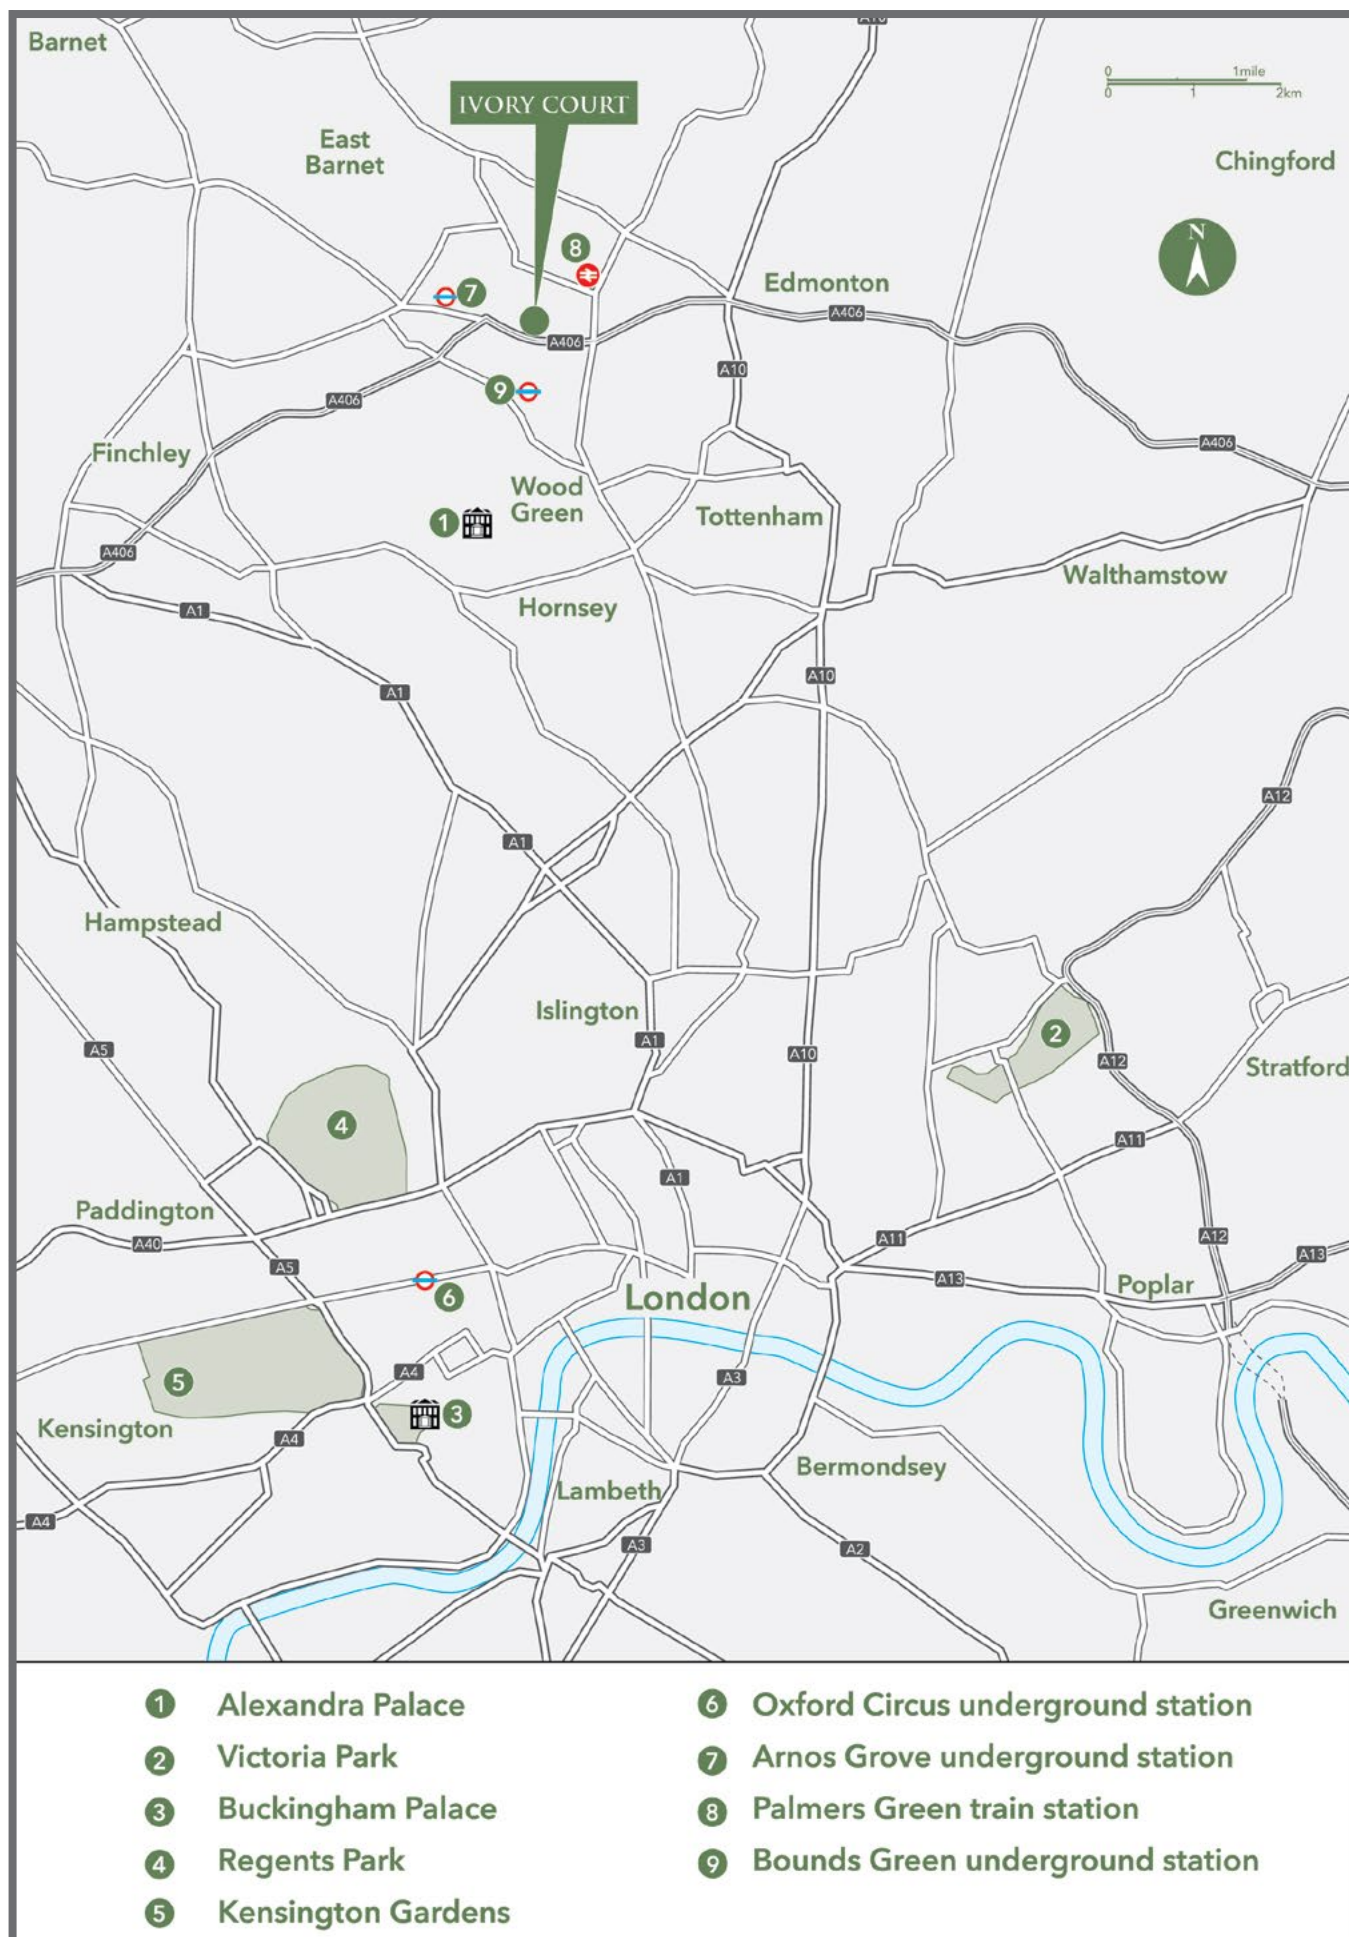 A10
Barnet
0 1mile
0 1 2km
IVORY COURT
East
Barnet
Chingford
N
8
7
Edmonton
A406
A406
A10
9
A406
A406
Finchley
Wood
Green
1
Tottenham
A406
Walthamstow
A1
Hornsey
A10
A1
A12
A1
Hampstead
Islington
2
A5
A1
A10
A12
Stratford
4
A11
A1
Paddington
A40
A11
A12
A13
A5
A13
6
London
Poplar
5
A4
A3
3
Kensington
A4
Bermondsey
Lambeth
A4
A3
A2
Greenwich
1 Alexandra Palace
2 Victoria Park
3 Buckingham Palace
4 Regents Park
5 Kensington Gardens
6 Oxford Circus underground station
7 Arnos Grove underground station
8 Palmers Green train station
9 Bounds Green underground station